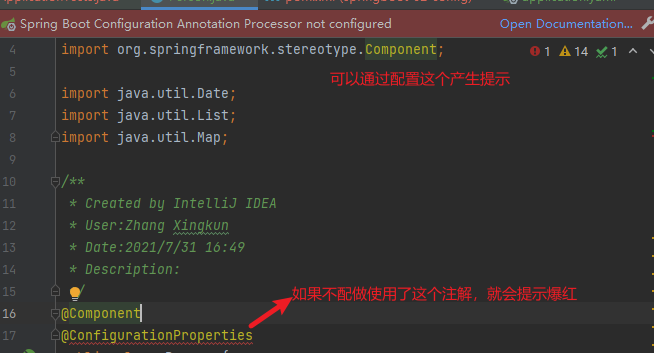 Spring Boot Configuration Annotation Processor not configured Open Documentation...
4 import org.springframework.stereotype.Component; 1 14 1
可以通过配置这个产生提示
5
6 import java.util.Date;
7 import java.util.List;
8 import java.util.Map;
9
10 /**
11 * Created by IntelliJ IDEA
12 * User:Zhang Xingkun
13 * Date:2021/7/31 16:49
14 * Description:
15 /
如果不配做使用了这个注解，就会提示爆红
16 @Component
17 @ConfigurationProperties